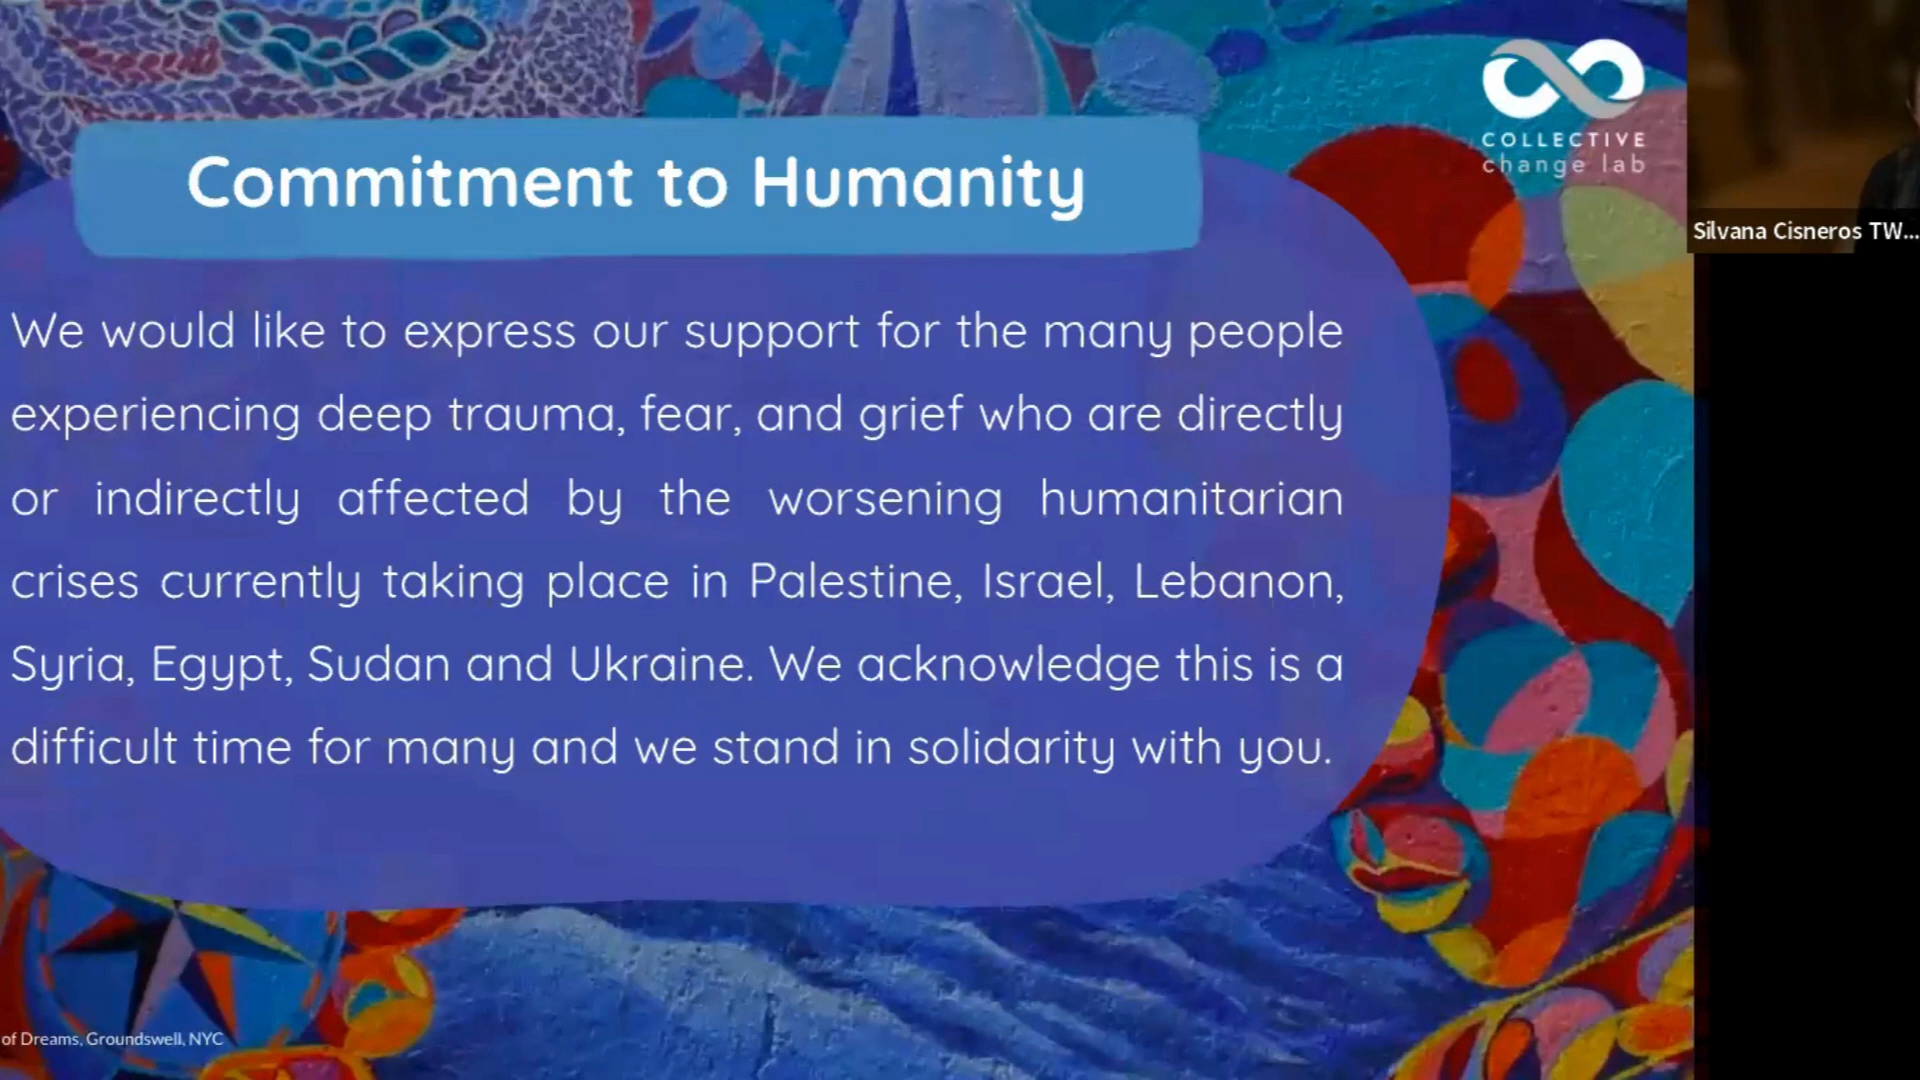 COLLECTIVE
change lab
Silvana Cisneros TW...
Commitment to Humanity
We would like to express our support for the many people
experiencing deep trauma, fear, and grief who are directly
or indirectly affected by the worsening humanitarian
crises currently taking place in Palestine, Israel, Lebanon,
Syria, Egypt, Sudan and Ukraine. We acknowledge this is a
difficult time for many and we stand in solidarity with you.
of Dreams, Groundswell, NYC